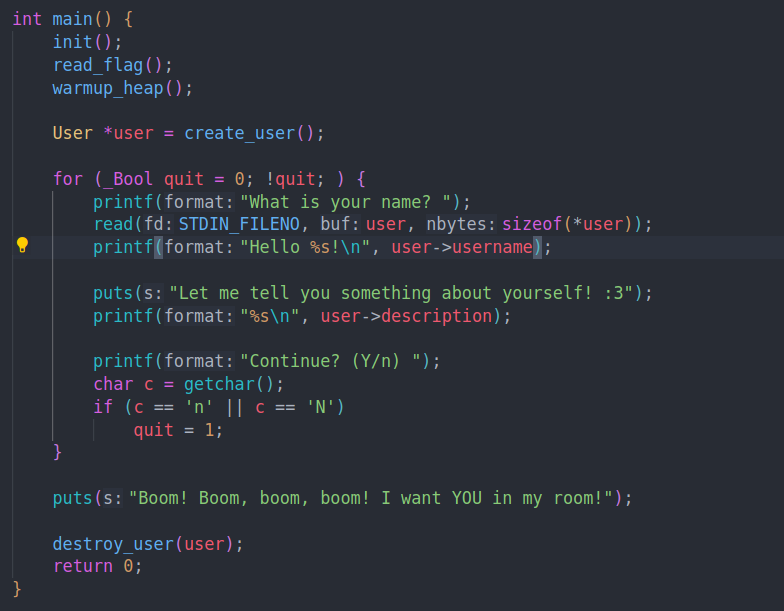 int main() {
    init();
    read_flag();
    warmup_heap();
    User *user = create_user();
    for (_Bool quit = 0; !quit; ) {
        printf(format: "What is your name? ");
        read(fd: STDIN_FILENO, buf: user, nbytes: sizeof(*user));
        printf(format: "Hello %s!\n", user->username);
        puts(s: "Let me tell you something about yourself! :3");
        printf(format: "%s\n", user->description);
        printf(format: "Continue? (Y/n) ");
        char c = getchar();
        if (c == 'n' || c == 'N')
            quit = 1;
    }
    puts(s: "Boom! Boom, boom, boom! I want YOU in my room!");
    destroy_user(user);
    return 0;
}